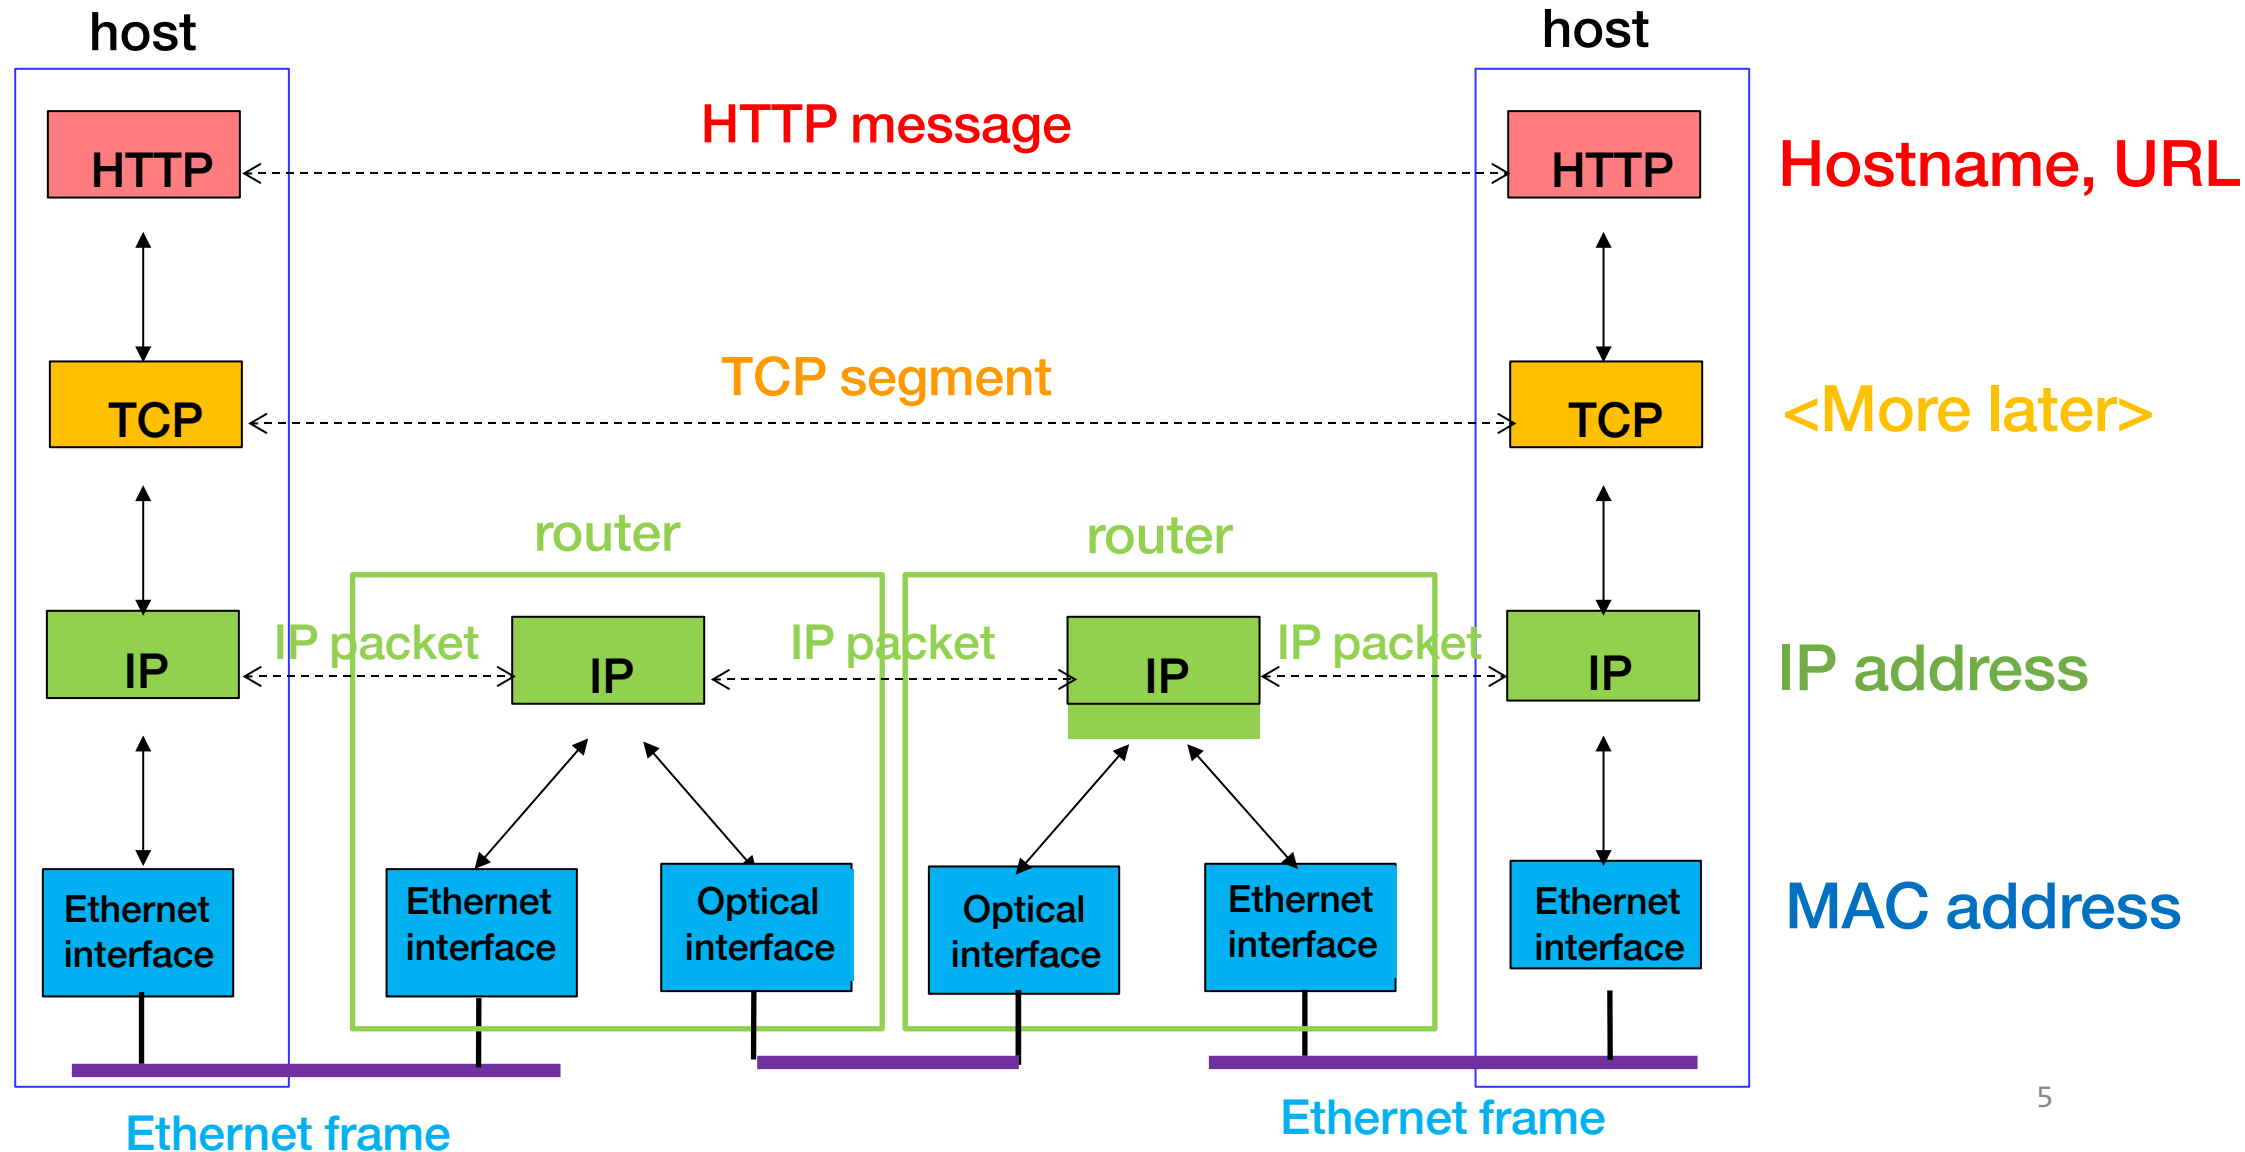 host
host
HTTP message
HTTP
HTTP
Hostname, URL
TCP segment
TCP
TCP
<More later>
router
router
IP packet
IP packet
IP packet
IP
IP
IP
IP
IP address
Ethernet
interface
Ethernet
interface
Optical
interface
Optical
interface
Ethernet
interface
Ethernet
interface
MAC address
Ethernet frame
Ethernet frame
5